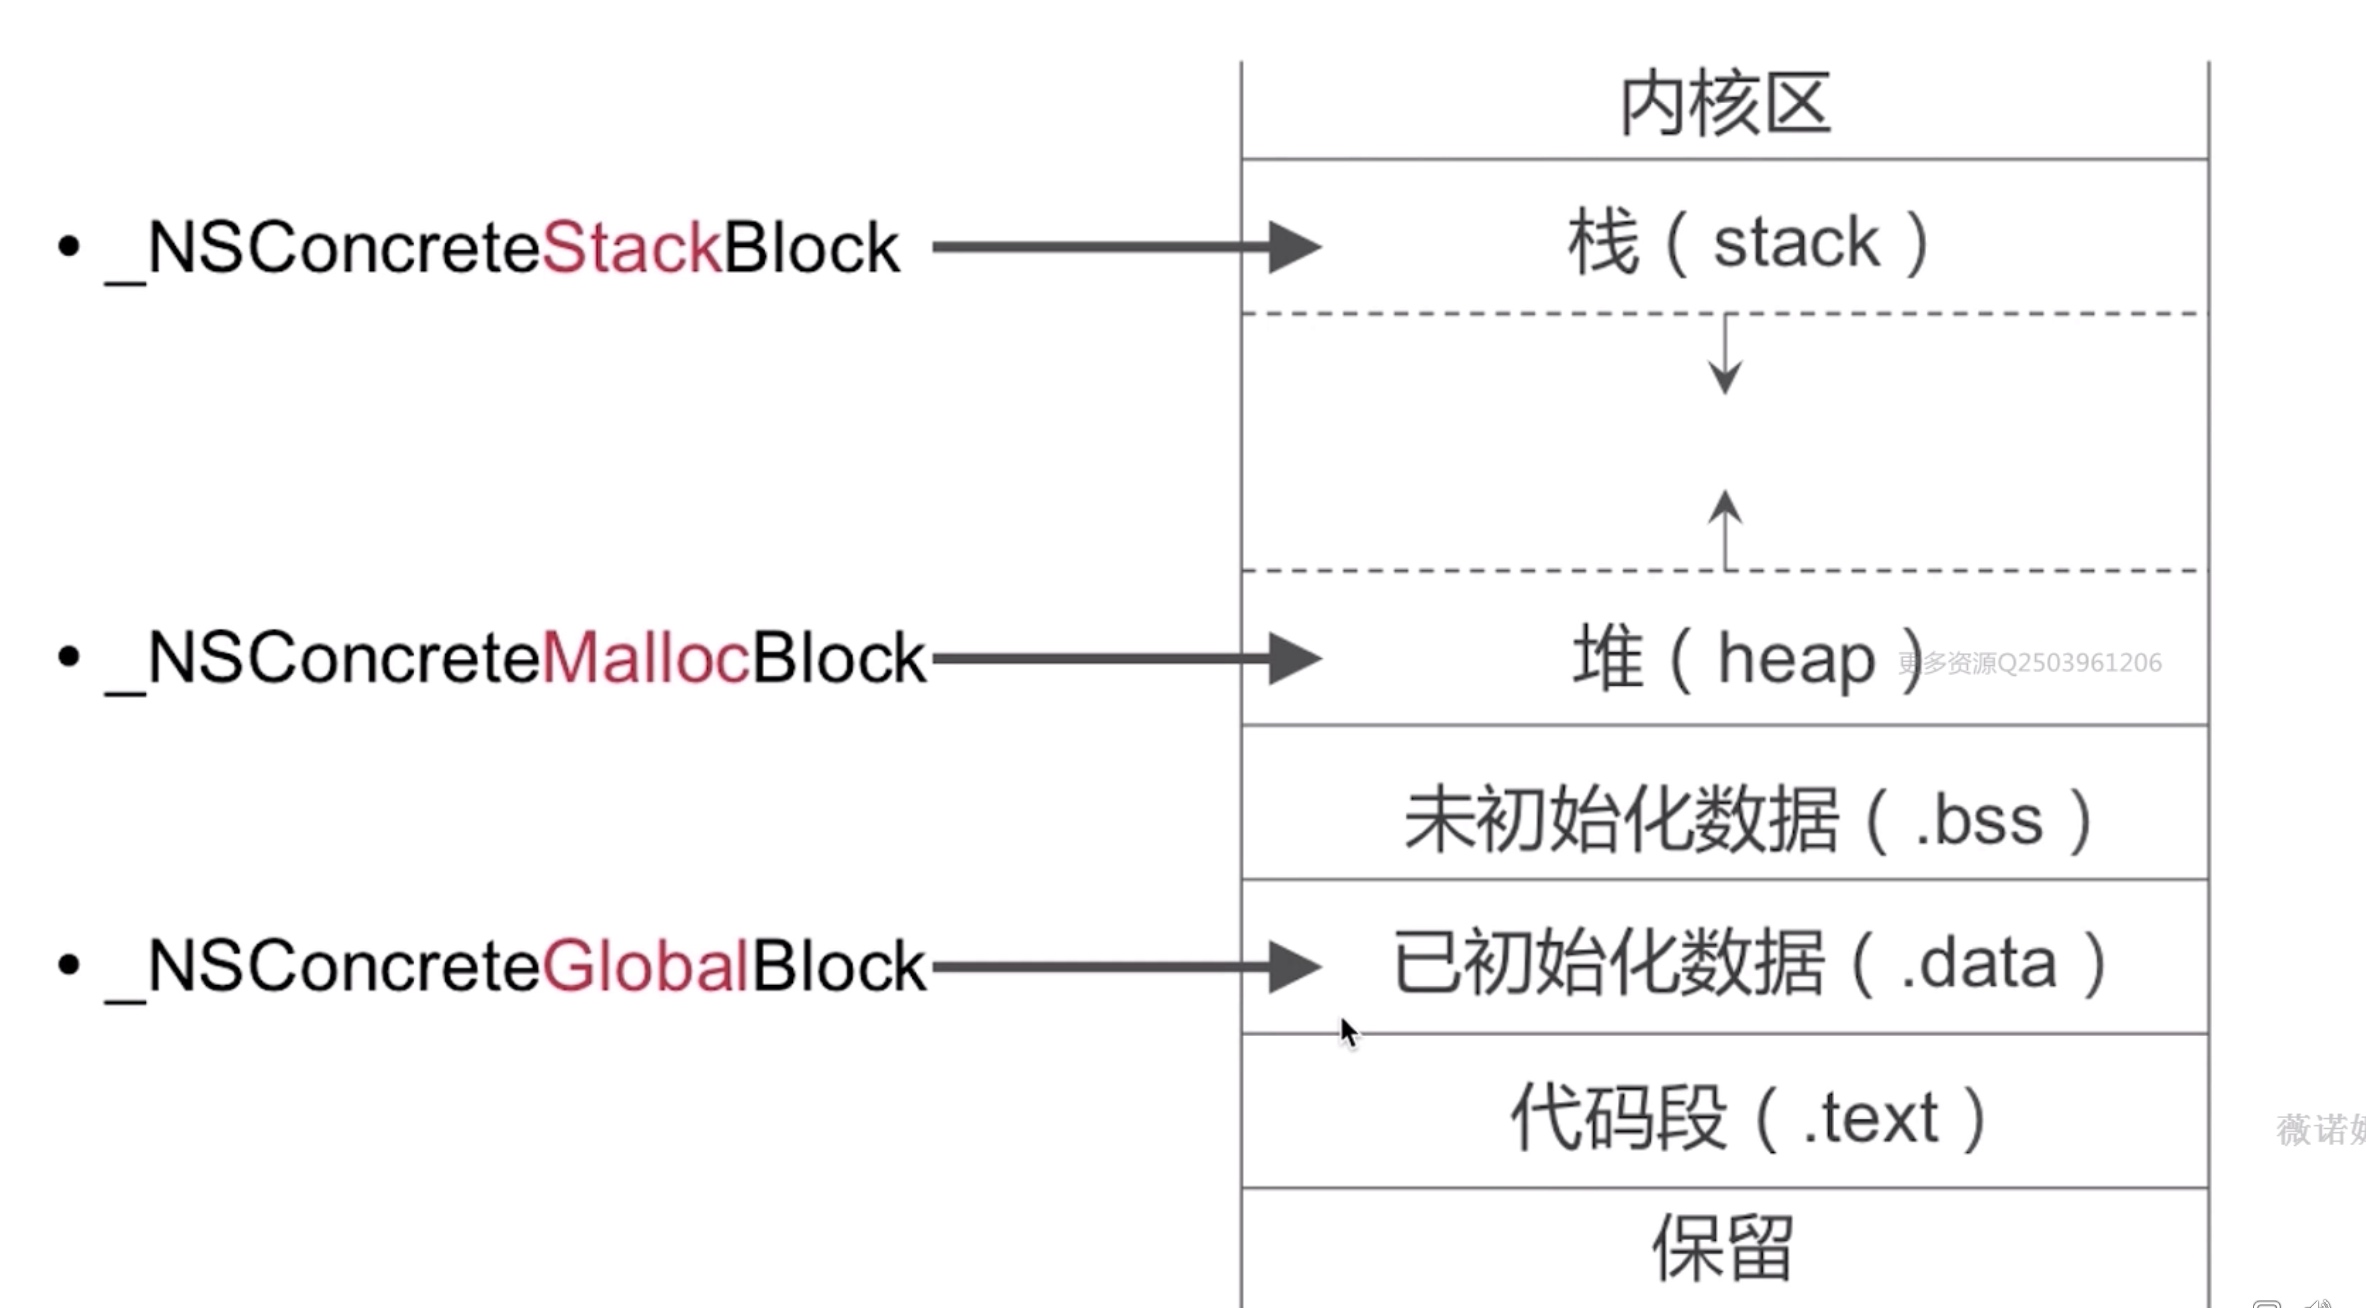 内核区
• _NSConcreteStackBlock
栈（stack）
• _NSConcreteMallocBlock
堆（heap）
更多资源Q2503961206
未初始化数据（.bss）
• _NSConcreteGlobalBlock
已初始化数据（.data）
代码段（.text）
薇诺
保留